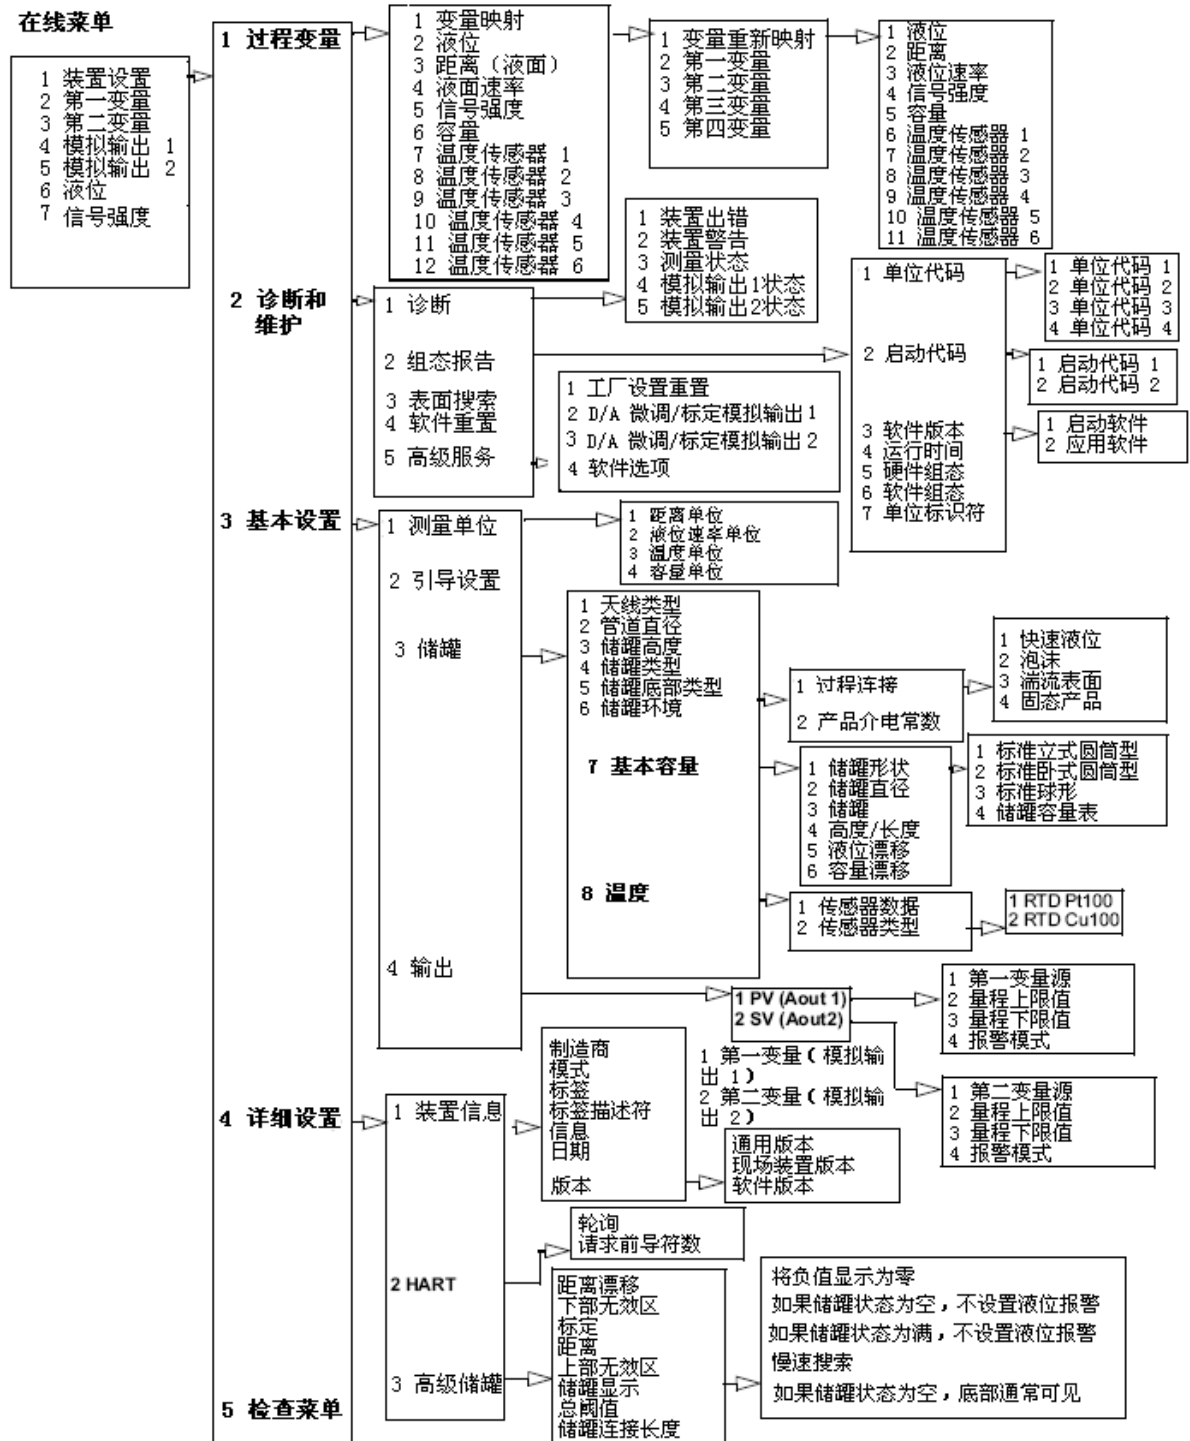 在线菜单
1 装置设置
2 第一变量
3 第二变量
4 模拟输出 1
5 模拟输出 2
6 液位
7 信号强度
1 过程变量
1 变量映射
2 液位
3 距离（液面）
4 液面速率
5 信号强度
6 容量
7 温度传感器 1
8 温度传感器 2
9 温度传感器 3
10 温度传感器 4
11 温度传感器 5
12 温度传感器 6
1 变量重新映射
2 第一变量
3 第二变量
4 第三变量
5 第四变量
1 液位
2 距离
3 液位速率
4 信号强度
5 容量
6 温度传感器 1
7 温度传感器 2
8 温度传感器 3
9 温度传感器 4
10 温度传感器 5
11 温度传感器 6
2 诊断和
维护
1 诊断
2 组态报告
3 表面搜索
4 软件重置
5 高级服务
1 装置出错
2 装置警告
3 测量状态
4 模拟输出1状态
5 模拟输出2状态
1 工厂设置重置
2 D/A 微调/标定模拟输出1
3 D/A 微调/标定模拟输出2
4 软件选项
1 单位代码
2 启动代码
3 软件版本
4 运行时间
5 硬件组态
6 软件组态
7 单位标识符
1 单位代码 1
2 单位代码 2
3 单位代码 3
4 单位代码 4
1 启动代码 1
2 启动代码 2
1 启动软件
2 应用软件
3 基本设置
1 测量单位
2 引导设置
3 储罐
4 输出
1 距离单位
2 液位速率单位
3 温度单位
4 容量单位
1 天线类型
2 管道直径
3 储罐高度
4 储罐类型
5 储罐底部类型
6 储罐环境
7 基本容量
8 温度
1 过程连接
2 产品介电常数
1 快速液位
2 泡沫
3 湍流表面
4 固态产品
1 储罐形状
2 储罐直径
3 储罐
4 高度/长度
5 液位漂移
6 容量漂移
1 标准立式圆筒型
2 标准卧式圆筒型
3 标准球形
4 储罐容量表
1 传感器数据
2 传感器类型
1 RTD Pt100
2 RTD Cu100
1 PV (Aout 1)
2 SV (Aout2)
1 第一变量（模拟输
出 1）
2 第二变量（模拟输
出 2）
1 第一变量源
2 量程上限值
3 量程下限值
4 报警模式
1 第二变量源
2 量程上限值
3 量程下限值
4 报警模式
4 详细设置
1 装置信息
2 HART
3 高级储罐
制造商
模式
标签
标签描述符
信息
日期
版本
通用版本
现场装置版本
软件版本
轮询
请求前导符数
距离漂移
下部无效区
标定
距离
上部无效区
储罐显示
总阈值
储罐连接长度
将负值显示为零
如果储罐状态为空，不设置液位报警
如果储罐状态为满，不设置液位报警
慢速搜索
如果储罐状态为空，底部通常可见
5 检查菜单